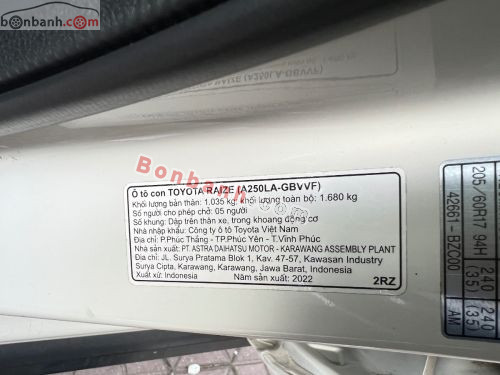 bonbanh.com
RAIZE (A250LA-GBVVF)
Ô tô con TOYOTA RAIZE (A250LA-GBVVF)
Khối lượng bản thân: 1.035 kg; Khối lượng toàn bộ: 1.680 kg
Số người cho phép chở: 05 người
Số khung: Dập trên thân xe, trong khoang động cơ
Nhà nhập khẩu: Công ty ô tô Toyota Việt Nam
Địa chỉ: P.Phúc Thắng - TP.Phúc Yên - T.Vĩnh Phúc
Nhà sản xuất: PT. ASTRA DAIHATSU MOTOR - KARAWANG ASSEMBLY PLANT
Địa chỉ: JL. Surya Pratama Blok 1, Kav. 47-57, Kawasan Industry
Surya Cipta, Karawang, Karawang, Jawa Barat, Indonesia
Xuất xứ: Indonesia Năm sản xuất: 2022 2RZ
Bonbanh.com
205/60R17 94H 240 (35) 240 (35)
42661-BZC00 AM